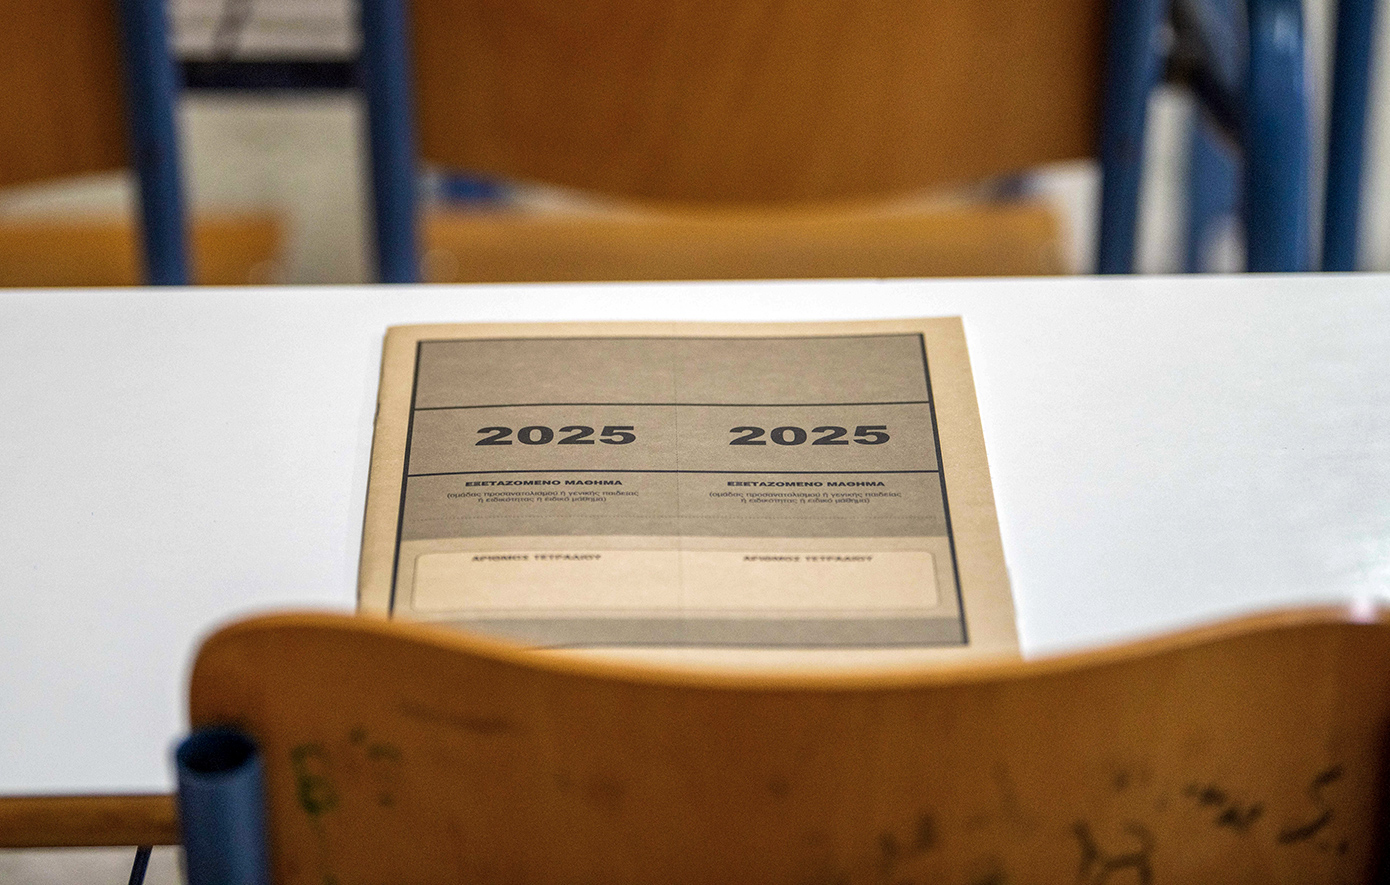 2025 2025
ΕΞΕΤΑΖΟΜΕΝΟ ΜΑΘΗΜΑ ΕΞΕΤΑΖΟΜΕΝΟ ΜΑΘΗΜΑ
(ομάδας προσανατολισμού ή γενικής παιδείας (ομάδας προσανατολισμού ή γενικής παιδείας
ή ειδικότητας ή ειδικό μάθημα) ή ειδικότητας ή ειδικό μάθημα)
ΑΡΙΘΜΟΣ ΤΕΤΡΑΔΙΟΥ ΑΡΙΘΜΟΣ ΤΕΤΡΑΔΙΟΥ